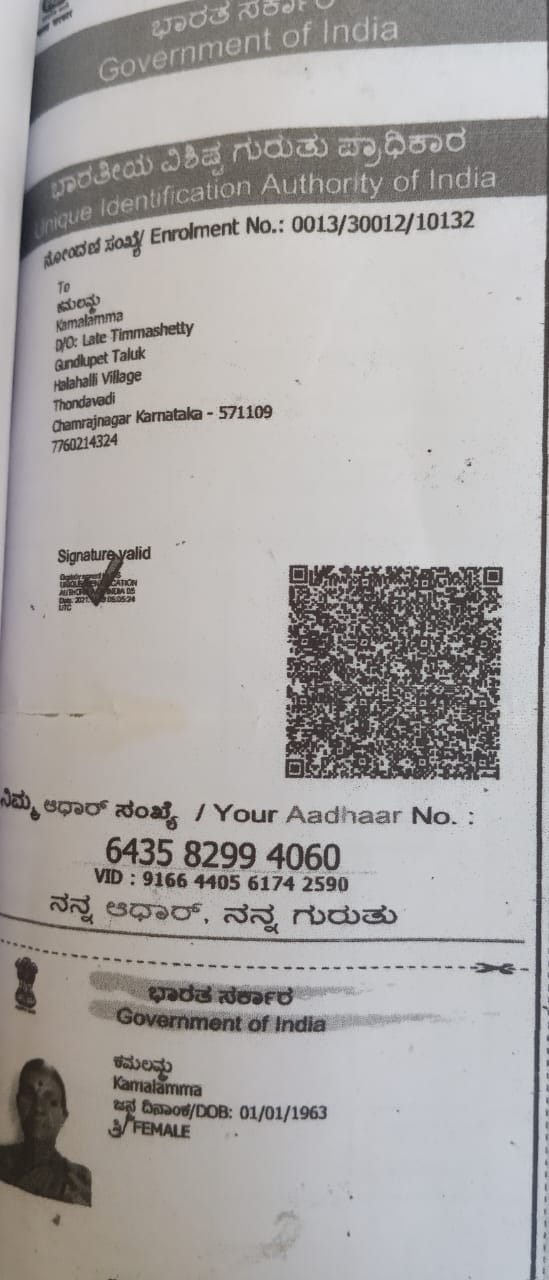 ಭಾರತ ಸರ್ಕಾರ
Government of India
ಭಾರತೀಯ ವಿಶಿಷ್ಟ ಗುರುತು ಪ್ರಾಧಿಕಾರ
Unique Identification Authority of India
ನೋಂದಣಿ ಸಂಖ್ಯೆ/ Enrolment No.: 0013/30012/10132
To
ಕಮಲಮ್ಮ
Kamalamma
D/O: Late Timmashetty
Gundlupet Taluk
Halahalli Village
Thondavadi
Chamrajnagar Karnataka - 571109
7760214324
Signature valid
ನಿಮ್ಮ ಆಧಾರ್ ಸಂಖ್ಯೆ / Your Aadhaar No. :
6435 8299 4060
VID : 9166 4405 6174 2590
ನನ್ನ ಆಧಾರ್, ನನ್ನ ಗುರುತು
ಭಾರತ ಸರ್ಕಾರ
Government of India
ಕಮಲಮ್ಮ
Kamalamma
ಜನ್ಮ ದಿನಾಂಕ/DOB: 01/01/1963
ಸ್ತ್ರೀ/ FEMALE